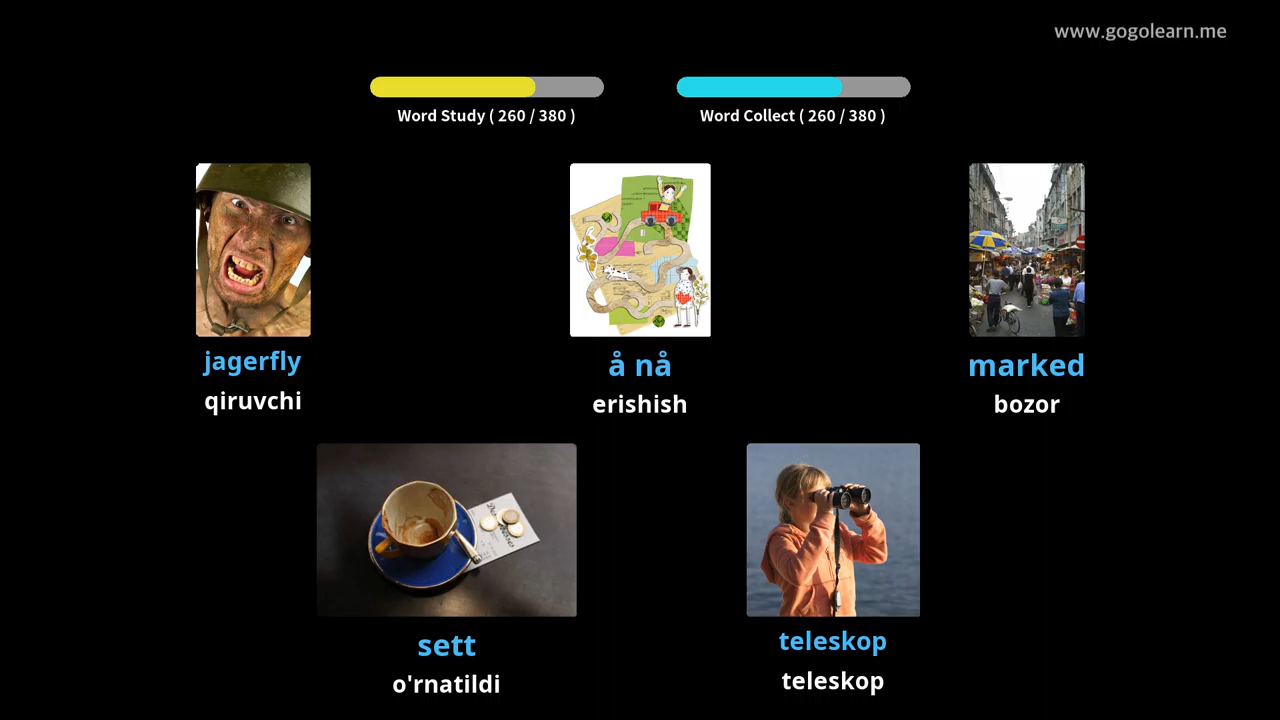 www.gogolearn.me
Word Study ( 260 / 380 )
Word Collect ( 260 / 380 )
jagerfly
qiruvchi
å nå
erishish
marked
bozor
sett
o'rnatildi
teleskop
teleskop